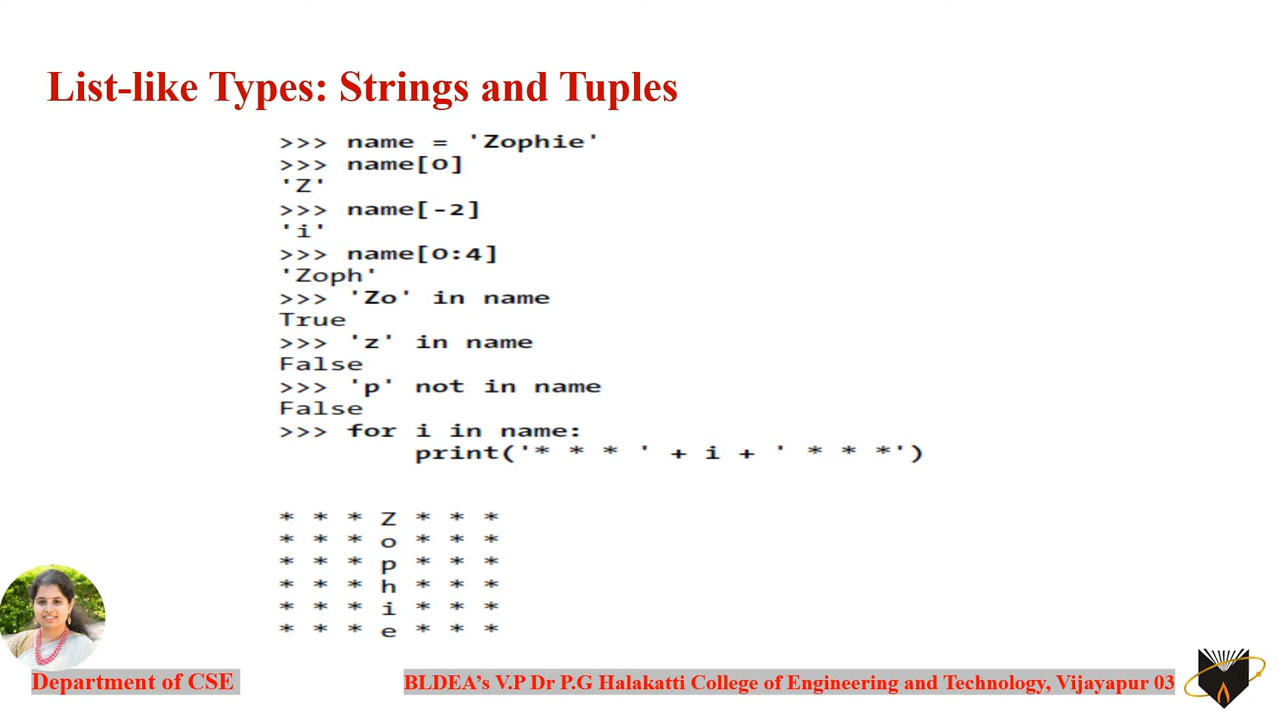 List-like Types: Strings and Tuples
>>> name = 'Zophie'
>>> name[0]
'Z'
>>> name[-2]
'i'
>>> name[0:4]
'Zoph'
>>> 'Zo' in name
True
>>> 'z' in name
False
>>> 'p' not in name
False
>>> for i in name:
print('* * * ' + i + ' * * *')
* * * Z * * *
* * * o * * *
* * * p * * *
* * * h * * *
* * * i * * *
* * * e * * *
Department of CSE
BLDEA's V.P Dr P.G Halakatti College of Engineering and Technology, Vijayapur 03